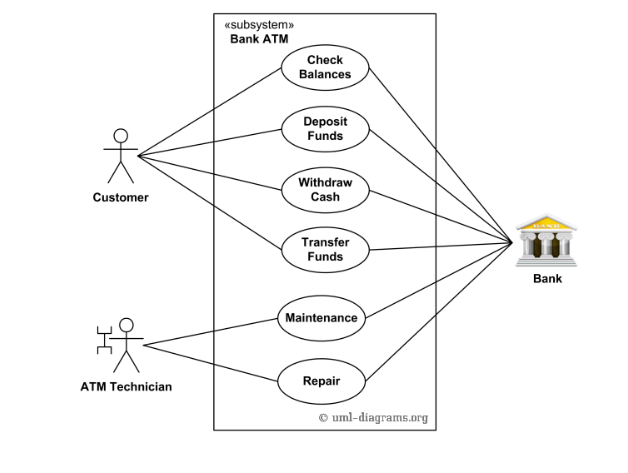 «subsystem»
Bank ATM
Check
Balances
Deposit
Funds
Withdraw
Cash
Transfer
Funds
Maintenance
Repair
Customer
ATM Technician
BANK
Bank
© uml-diagrams.org